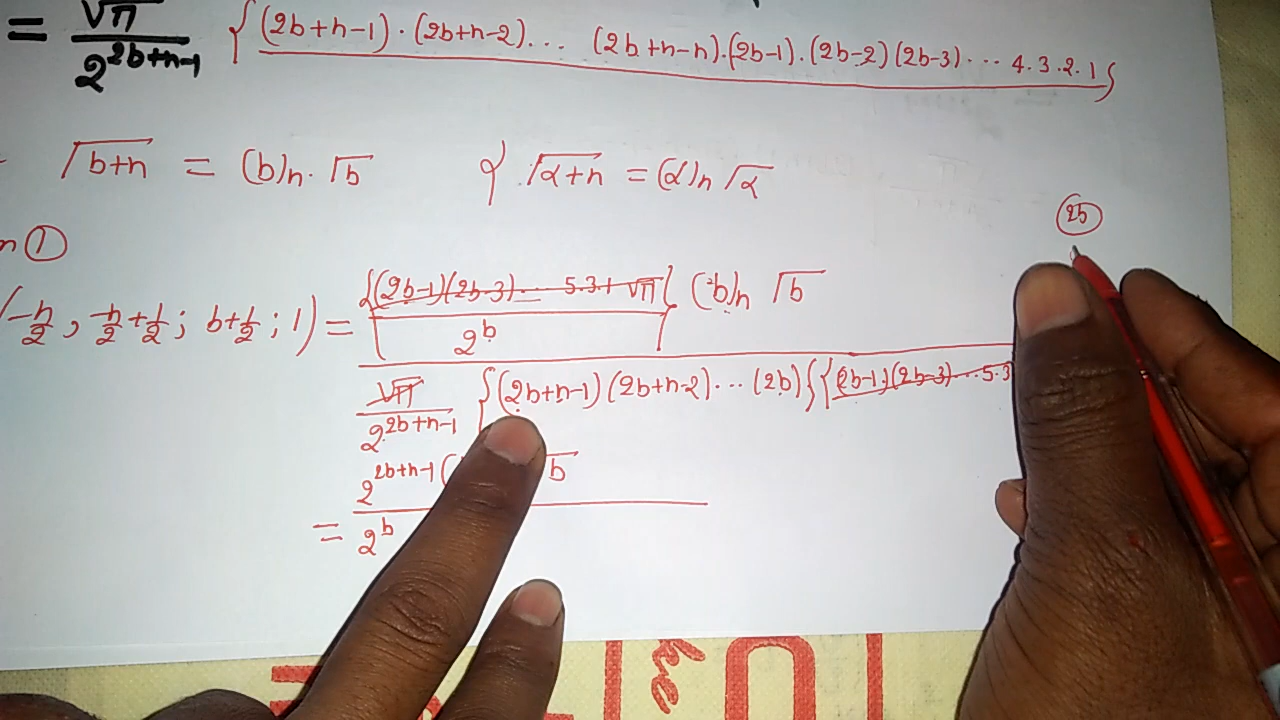 = √π / 2^{2b+n-1} { (2b+n-1)·(2b+n-2)... (2b+n-n)·(2b-1)·(2b-2)(2b-3)··· 4.3.2.1 }
Γ(b+n) = (b)n · Γb { Γ(α+n) = (α)n Γα
n ①
2b
(-n/2, -n/2+1/2; b+1/2; 1) = {(2b-1)(2b-3)... 5.3.1 √π} / 2^b (b)n Γb
√π / 2^{2b+n-1} {(2b+n-1)(2b+n-2)···(2b)}{(2b-1)(2b-3)···5.3
= 2^{2b+n-1} ( b
2^b